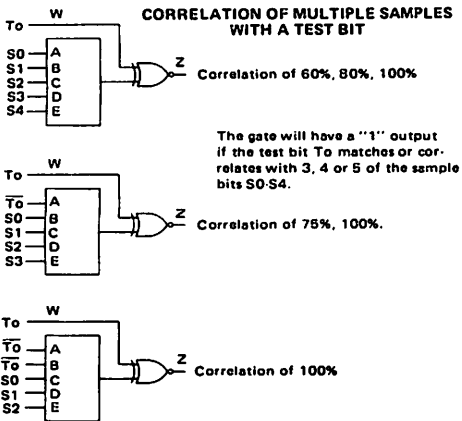 CORRELATION OF MULTIPLE SAMPLES
WITH A TEST BIT
W
To
S0 A
S1 B
S2 C
S3 D
S4 E
Z
Correlation of 60%, 80%, 100%
The gate will have a "1" output
if the test bit To matches or cor-
relates with 3, 4 or 5 of the sample
bits S0-S4.
W
To
T̅o̅ A
S0 B
S1 C
S2 D
S3 E
Z
Correlation of 75%, 100%.
W
To
T̅o̅ A
T̅o̅ B
S0 C
S1 D
S2 E
Z
Correlation of 100%